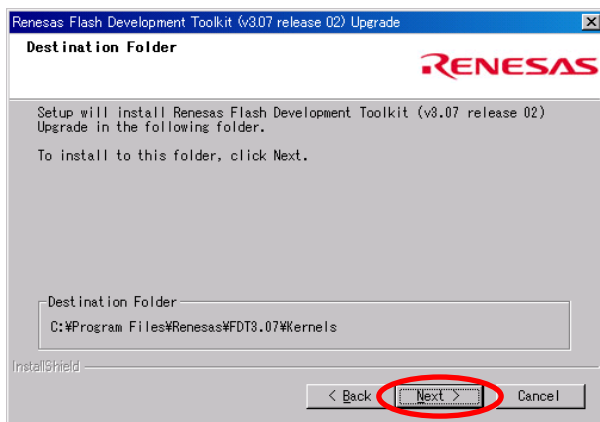 Renesas Flash Development Toolkit (v3.07 release 02) Upgrade
Destination Folder
RENESAS
Setup will install Renesas Flash Development Toolkit (v3.07 release 02)
Upgrade in the following folder.
To install to this folder, click Next.
Destination Folder
C:¥Program Files¥Renesas¥FDT3.07¥Kernels
InstallShield
< Back
Next >
Cancel